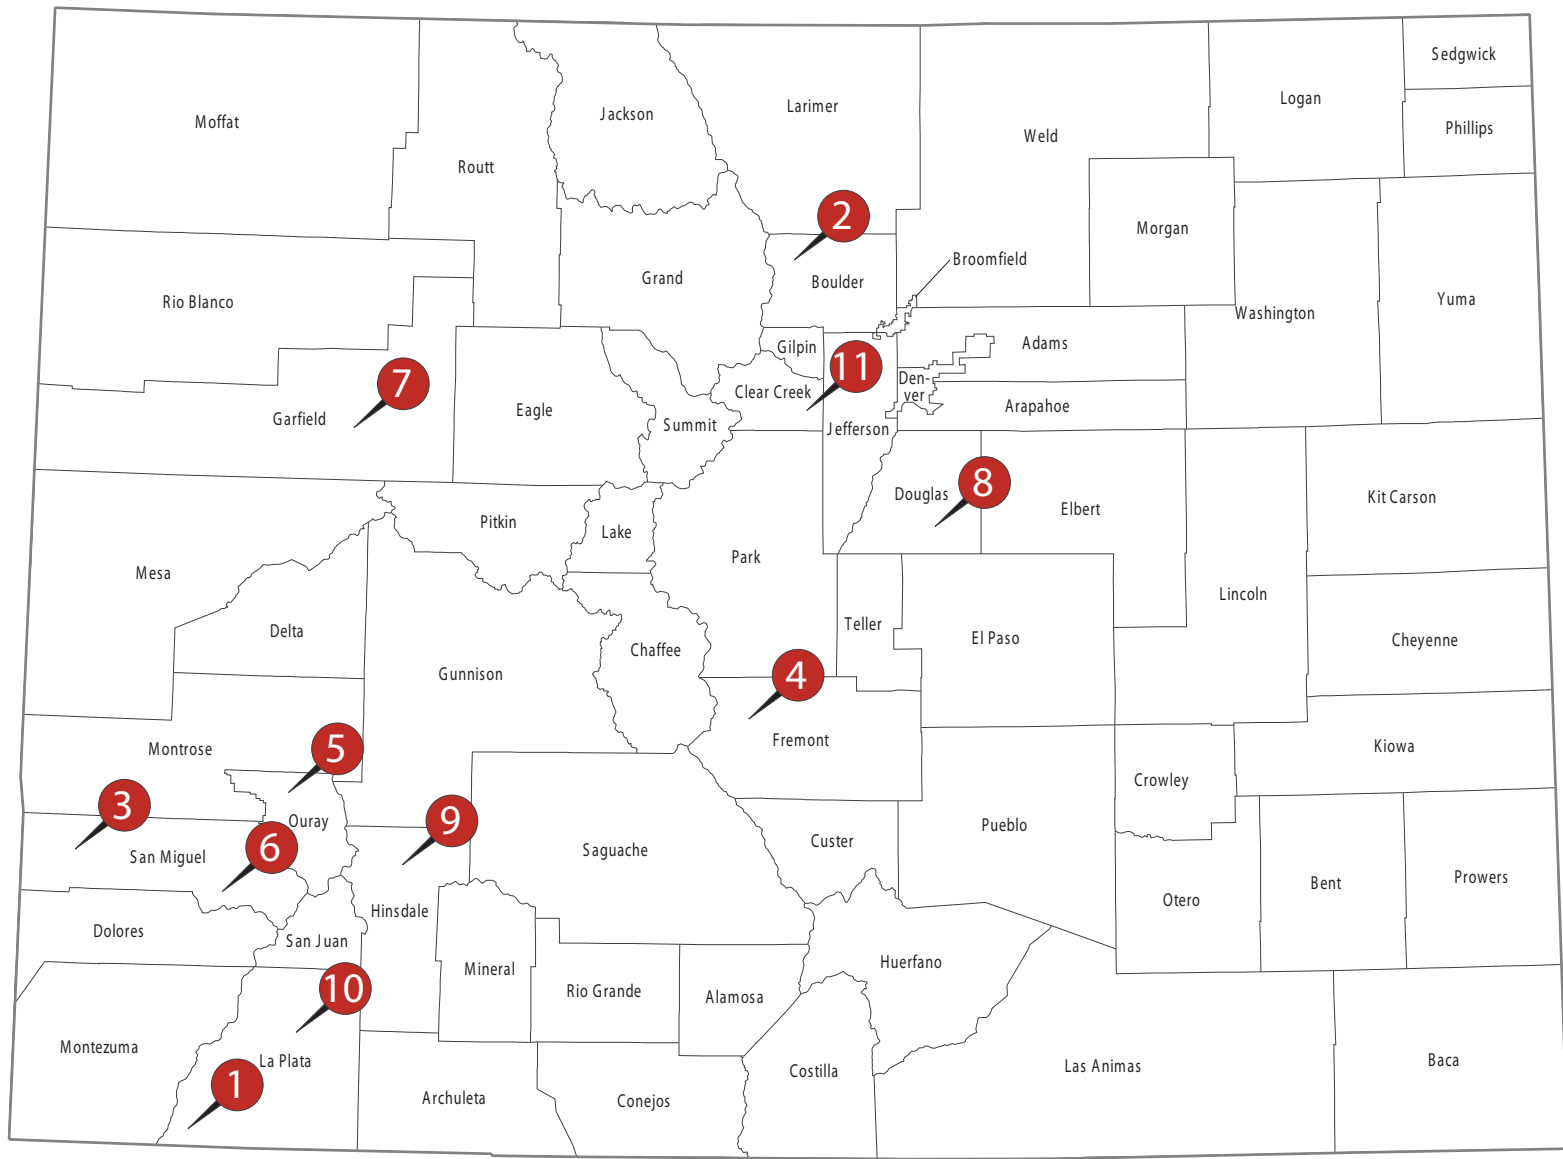 Sedgwick
Logan
Larimer
Jackson
Moffat
Phillips
Weld
Routt
2
Morgan
Broomfield
Grand
Boulder
Rio Blanco
Yuma
Washington
Adams
Gilpin
11
7
Den-
ver
Clear Creek
Arapahoe
Eagle
Garfield
Summit
Jefferson
8
Douglas
Kit Carson
Elbert
Pitkin
Lake
Park
Mesa
Lincoln
Teller
Delta
El Paso
Cheyenne
Chaffee
Gunnison
4
Fremont
Kiowa
Montrose
5
Crowley
3
9
Ouray
Pueblo
Custer
6
Saguache
San Miguel
Prowers
Bent
Otero
Hinsdale
Dolores
San Juan
Huerfano
Mineral
10
Rio Grande
Alamosa
Montezuma
La Plata
Baca
Las Animas
Costilla
1
Archuleta
Conejos